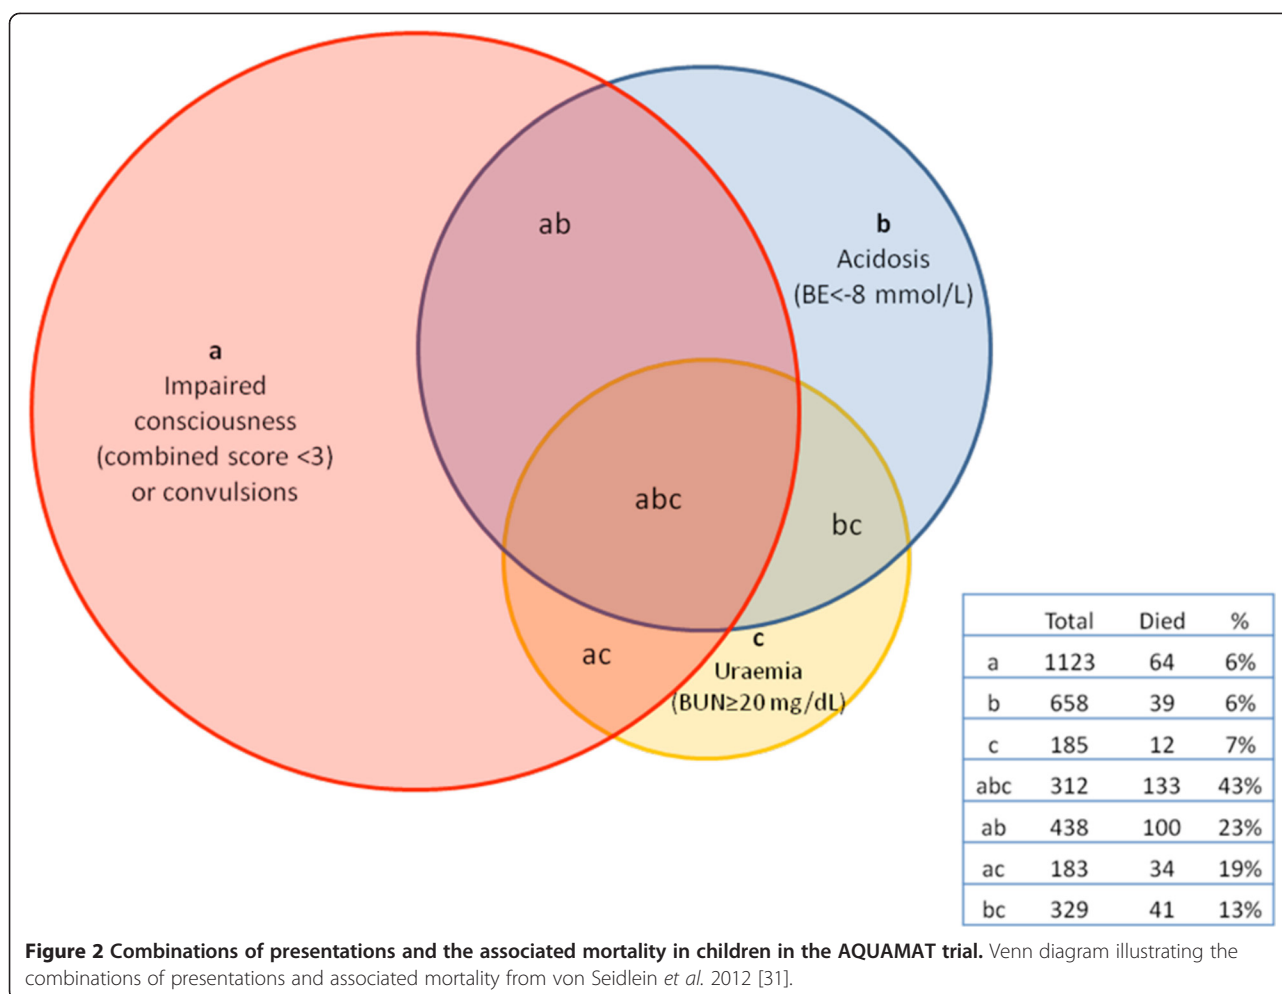 ab
b
Acidosis
(BE<-8 mmol/L)
a
Impaired
consciousness
(combined score <3)
or convulsions
abc
bc
ac
c
Uraemia
(BUN≥20 mg/dL)
Total Died %
a 1123 64 6%
b 658 39 6%
c 185 12 7%
abc 312 133 43%
ab 438 100 23%
ac 183 34 19%
bc 329 41 13%
Figure 2 Combinations of presentations and the associated mortality in children in the AQUAMAT trial. Venn diagram illustrating the
combinations of presentations and associated mortality from von Seidlein et al. 2012 [31].